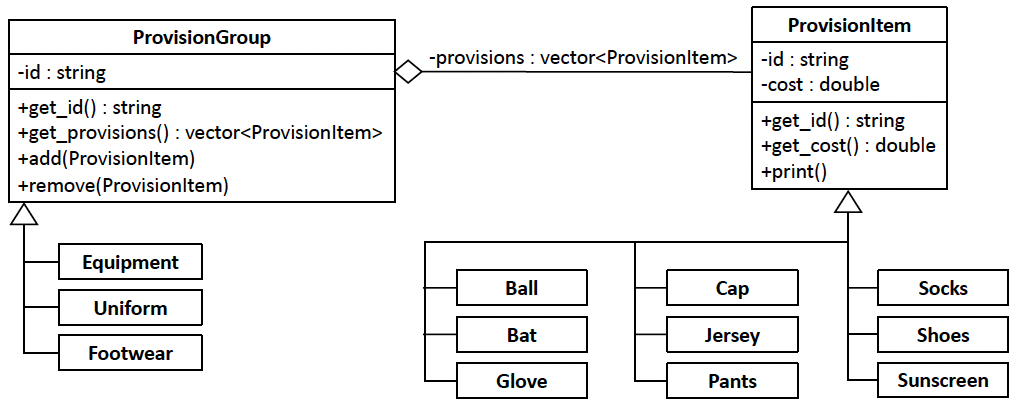 ProvisionGroup
-id : string
+get_id() : string
+get_provisions() : vector<ProvisionItem>
+add(ProvisionItem)
+remove(ProvisionItem)
-provisions : vector<ProvisionItem>
ProvisionItem
-id : string
-cost : double
+get_id() : string
+get_cost() : double
+print()
Equipment
Uniform
Footwear
Ball
Bat
Glove
Cap
Jersey
Pants
Socks
Shoes
Sunscreen